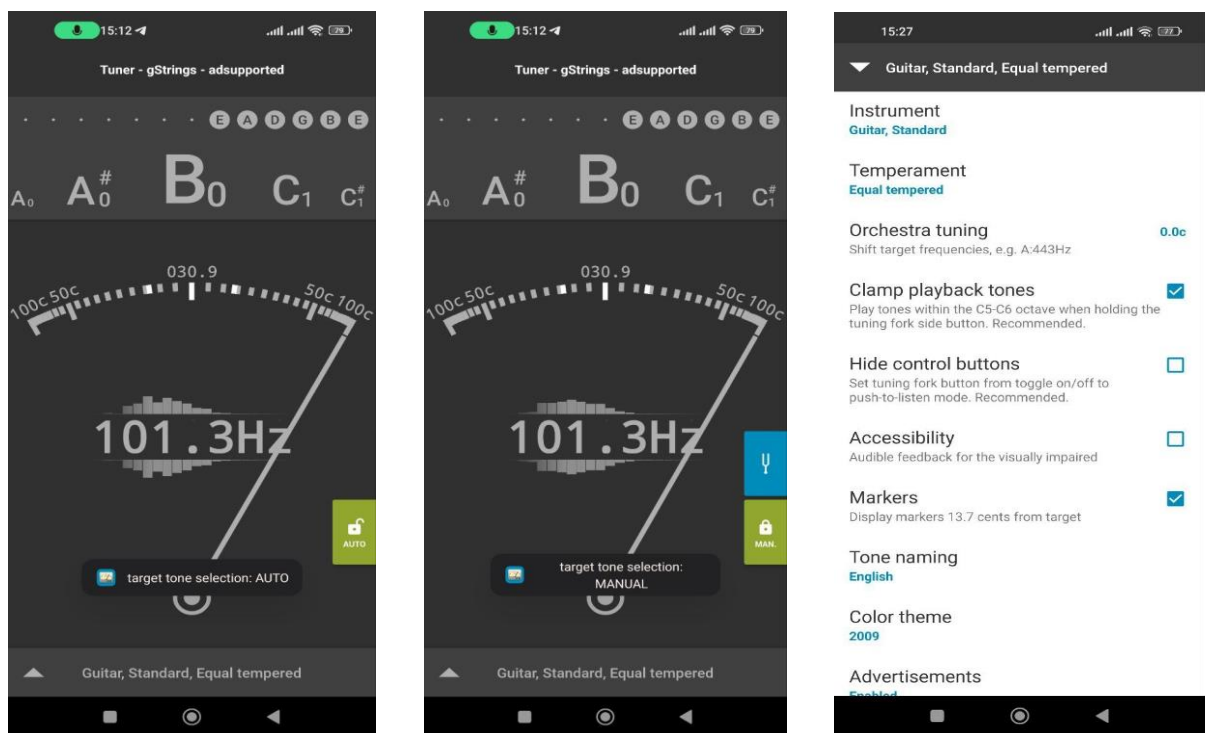 15:12
79
Tuner - gStrings - adsupported
E A D G B E
A0 A#0 B0 C1 C#1
030.9
100c 50c 50c 100c
101.3Hz
AUTO
target tone selection: AUTO
Guitar, Standard, Equal tempered
15:12
79
Tuner - gStrings - adsupported
E A D G B E
A0 A#0 B0 C1 C#1
030.9
100c 50c 50c 100c
101.3Hz
MAN.
target tone selection:
MANUAL
Guitar, Standard, Equal tempered
15:27
77
Guitar, Standard, Equal tempered
Instrument
Guitar, Standard
Temperament
Equal tempered
Orchestra tuning 0.0c
Shift target frequencies, e.g. A:443Hz
Clamp playback tones
Play tones within the C5-C6 octave when holding the
tuning fork side button. Recommended.
Hide control buttons
Set tuning fork button from toggle on/off to
push-to-listen mode. Recommended.
Accessibility
Audible feedback for the visually impaired
Markers
Display markers 13.7 cents from target
Tone naming
English
Color theme
2009
Advertisements
Enabled